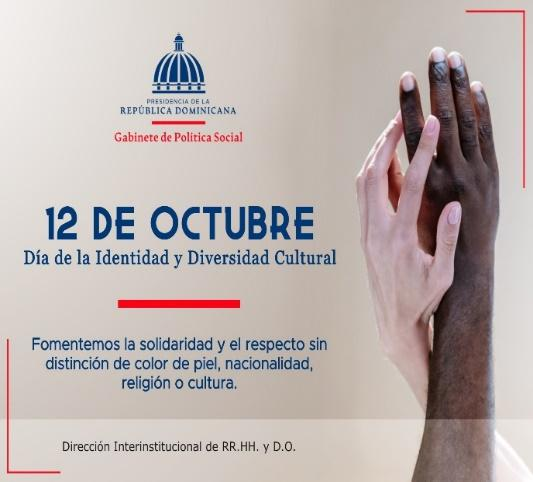 PRESIDENCIA DE LA
REPÚBLICA DOMINICANA
Gabinete de Política Social
12 DE OCTUBRE
Día de la Identidad y Diversidad Cultural
Fomentemos la solidaridad y el respeto sin
distinción de color de piel, nacionalidad,
religión o cultura.
Dirección Interinstitucional de RR.HH. y D.O.